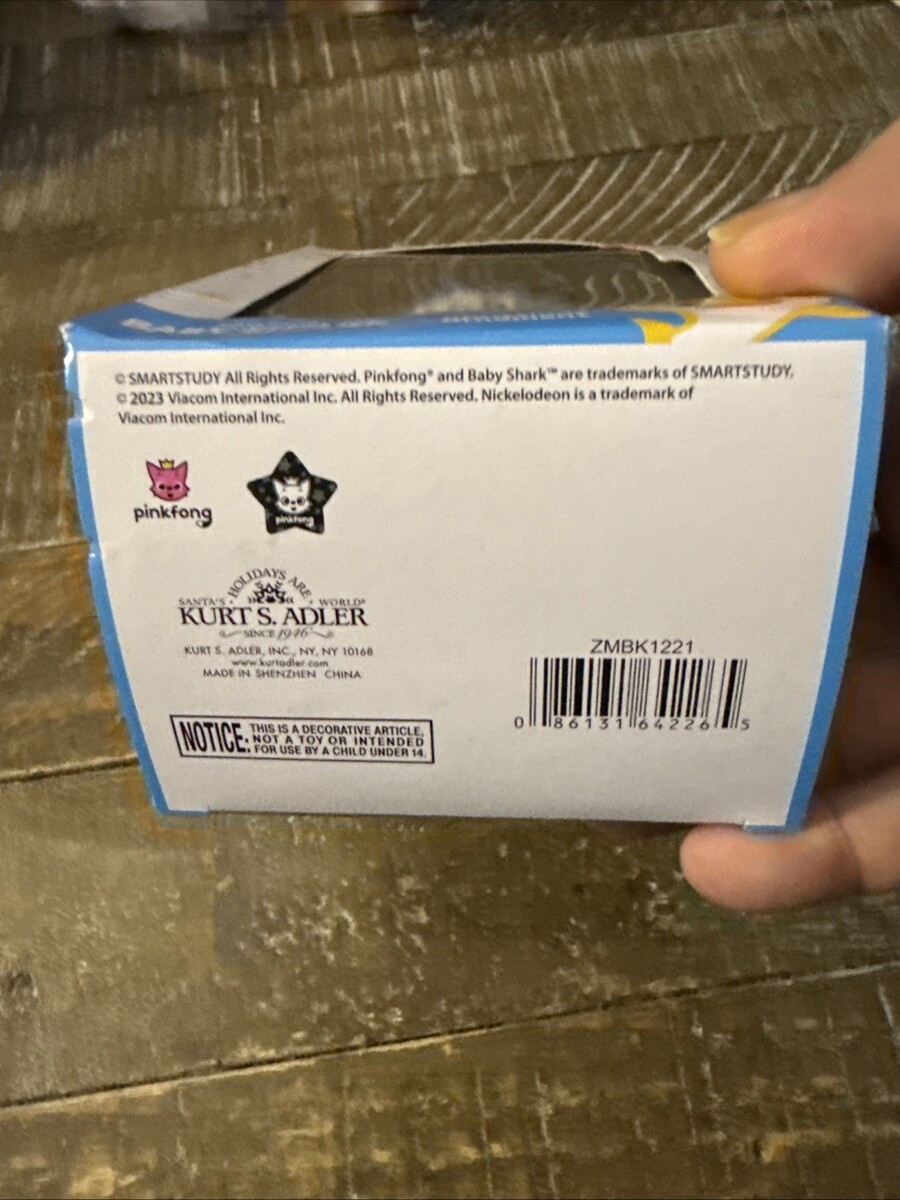 © SMARTSTUDY All Rights Reserved. Pinkfong® and Baby Shark™ are trademarks of SMARTSTUDY.
© 2023 Viacom International Inc. All Rights Reserved. Nickelodeon is a trademark of
Viacom International Inc.
pinkfong
pinkfong
HOLIDAYS ARE
SANTA'S • • WORLD®
KURT S. ADLER
SINCE 1946
KURT S. ADLER, INC., NY, NY 10168
www.kurtadler.com
MADE IN SHENZHEN CHINA
NOTICE: THIS IS A DECORATIVE ARTICLE,
NOT A TOY OR INTENDED
FOR USE BY A CHILD UNDER 14.
ZMBK1221
0 86131 64226 5